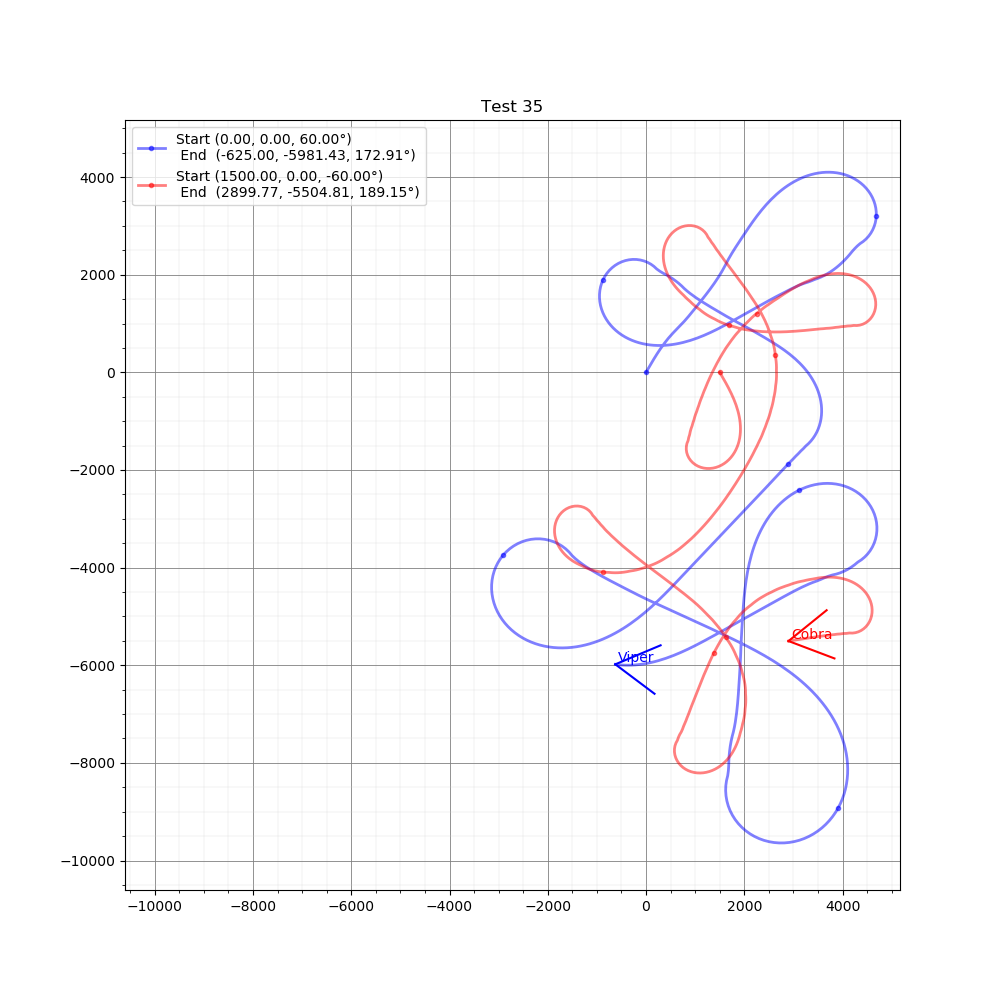 Test 35
Start (0.00, 0.00, 60.00°)
End  (-625.00, -5981.43, 172.91°)
Start (1500.00, 0.00, -60.00°)
End  (2899.77, -5504.81, 189.15°)
4000
2000
0
−2000
−4000
−6000
−8000
−10000
Cobra
Viper
−10000
−8000
−6000
−4000
−2000
0
2000
4000